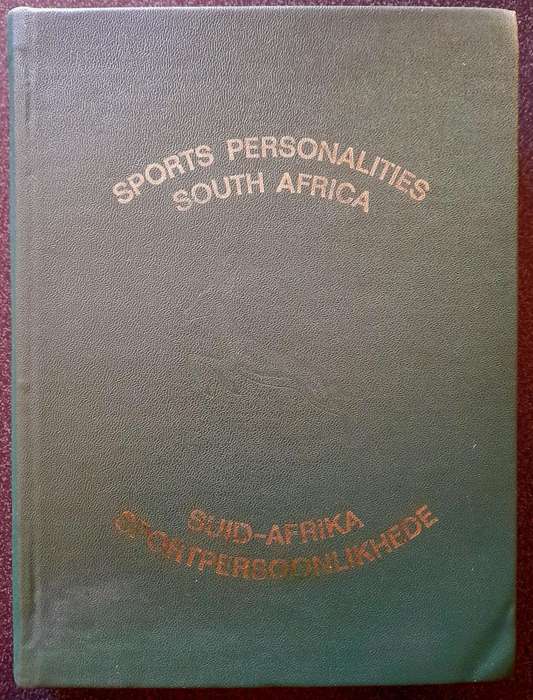 SPORTS PERSONALITIES
SOUTH AFRICA
SUID-AFRIKA
SPORTPERSOONLIKHEDE